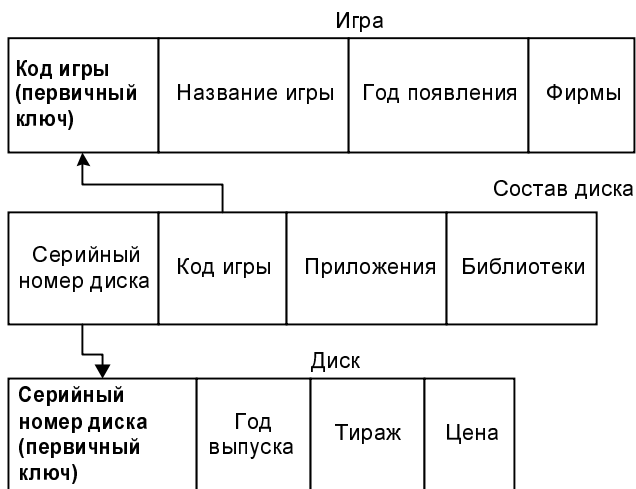 Игра
Код игры
(первичный
ключ)
Название игры
Год появления
Фирмы
Состав диска
Серийный
номер диска
Код игры
Приложения
Библиотеки
Диск
Серийный
номер диска
(первичный
ключ)
Год
выпуска
Тираж
Цена